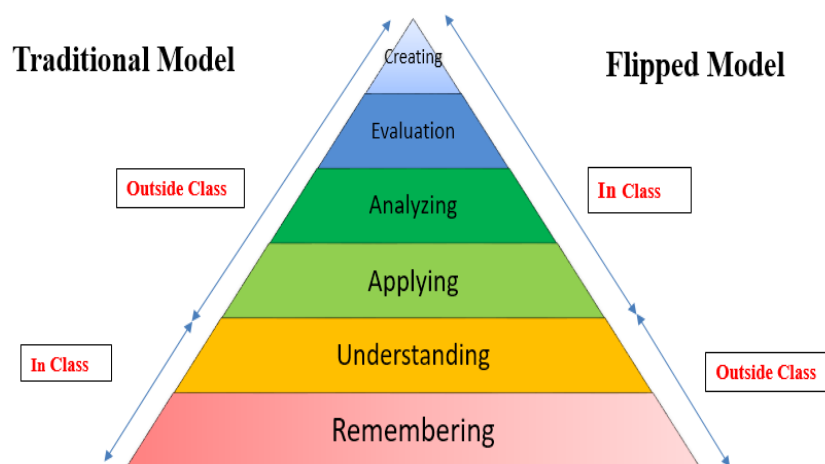 Traditional Model
Flipped Model
Creating
Evaluation
Outside Class
In Class
Analyzing
Applying
In Class
Understanding
Outside Class
Remembering